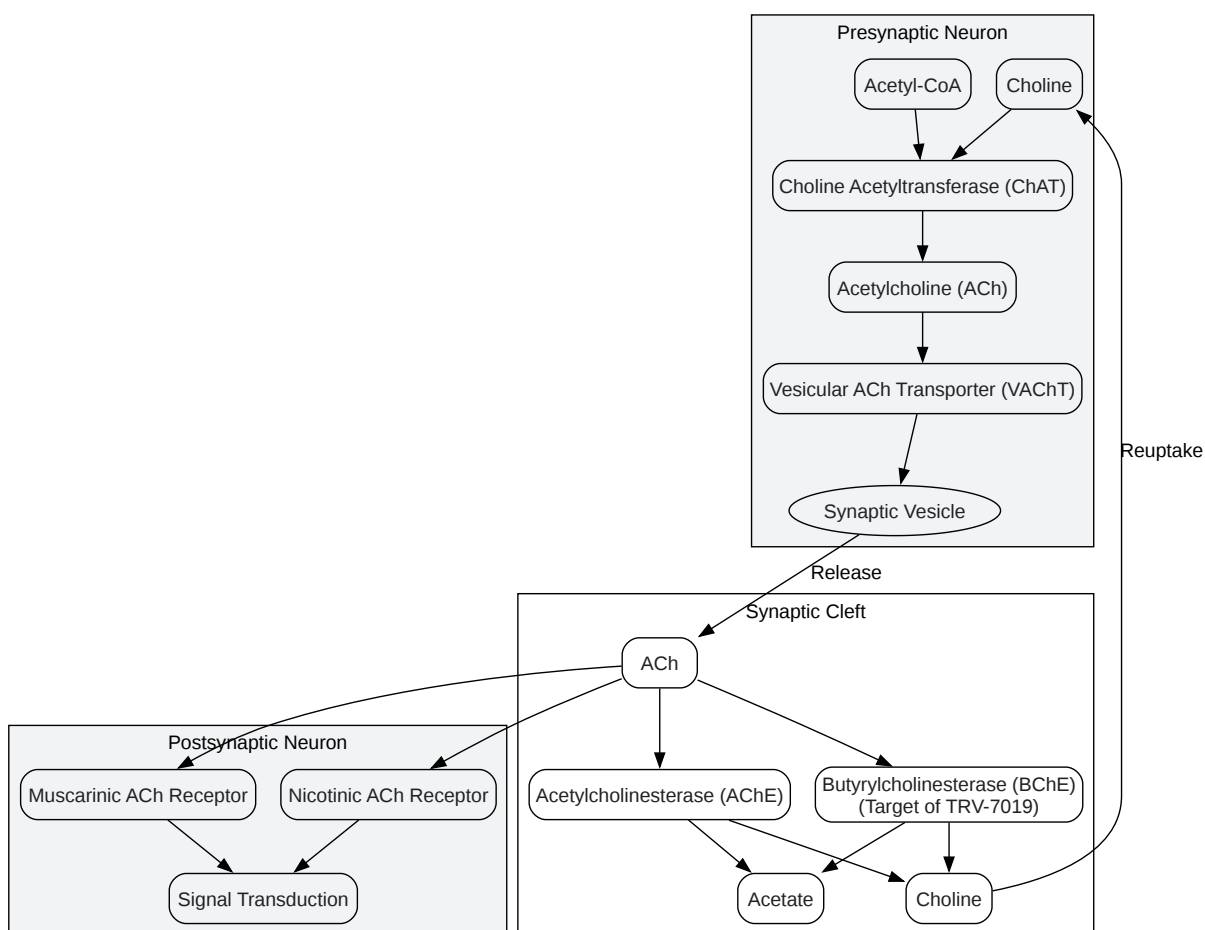 Presynaptic Neuron
Acetyl-CoA
Choline
Choline Acetyltransferase (ChAT)
Acetylcholine (ACh)
Vesicular ACh Transporter (VAChT)
Reuptake
Synaptic Vesicle
Release
Synaptic Cleft
ACh
Postsynaptic Neuron
Muscarinic ACh Receptor
Nicotinic ACh Receptor
Acetylcholinesterase (AChE)
Butyrylcholinesterase (BChE)
(Target of TRV-7019)
Signal Transduction
Acetate
Choline